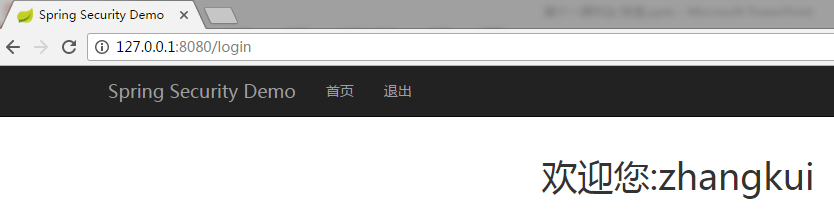 Spring Security Demo
127.0.0.1:8080/login
Spring Security Demo 首页 退出
欢迎您:zhangkui